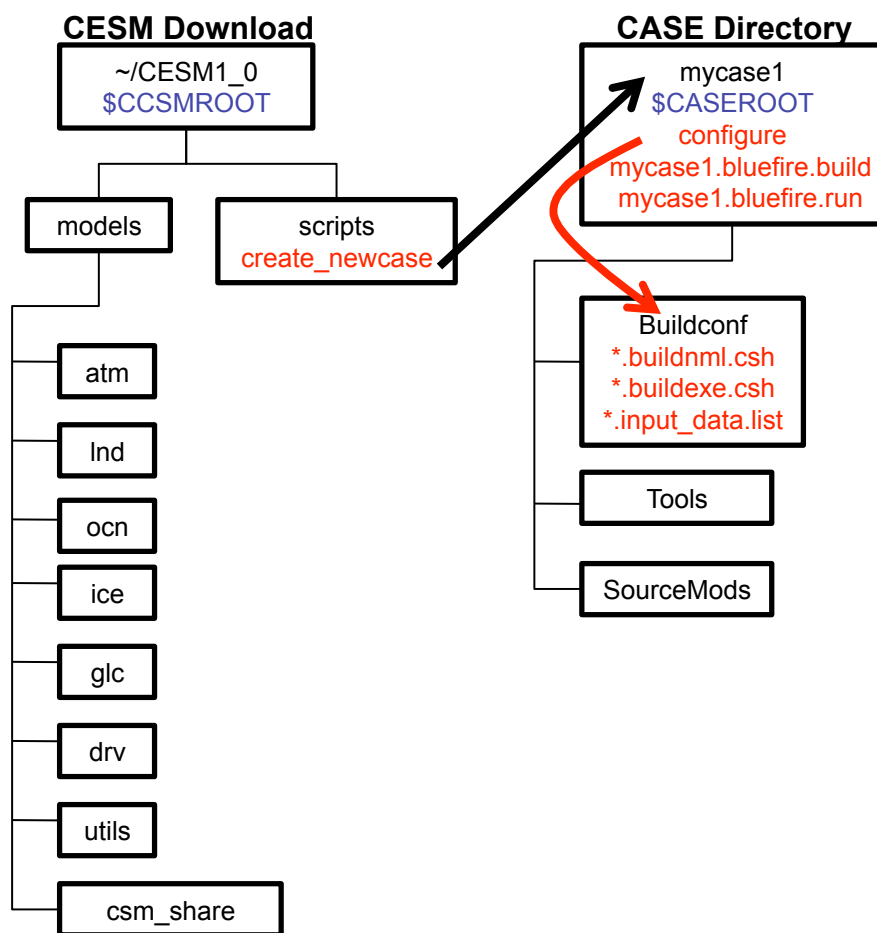 CESM Download
~/CESM1_0
$CCSMROOT
models
scripts
create_newcase
atm
lnd
ocn
ice
glc
drv
utils
csm_share
CASE Directory
mycase1
$CASEROOT
configure
mycase1.bluefire.build
mycase1.bluefire.run
Buildconf
*.buildnml.csh
*.buildexe.csh
*.input_data.list
Tools
SourceMods